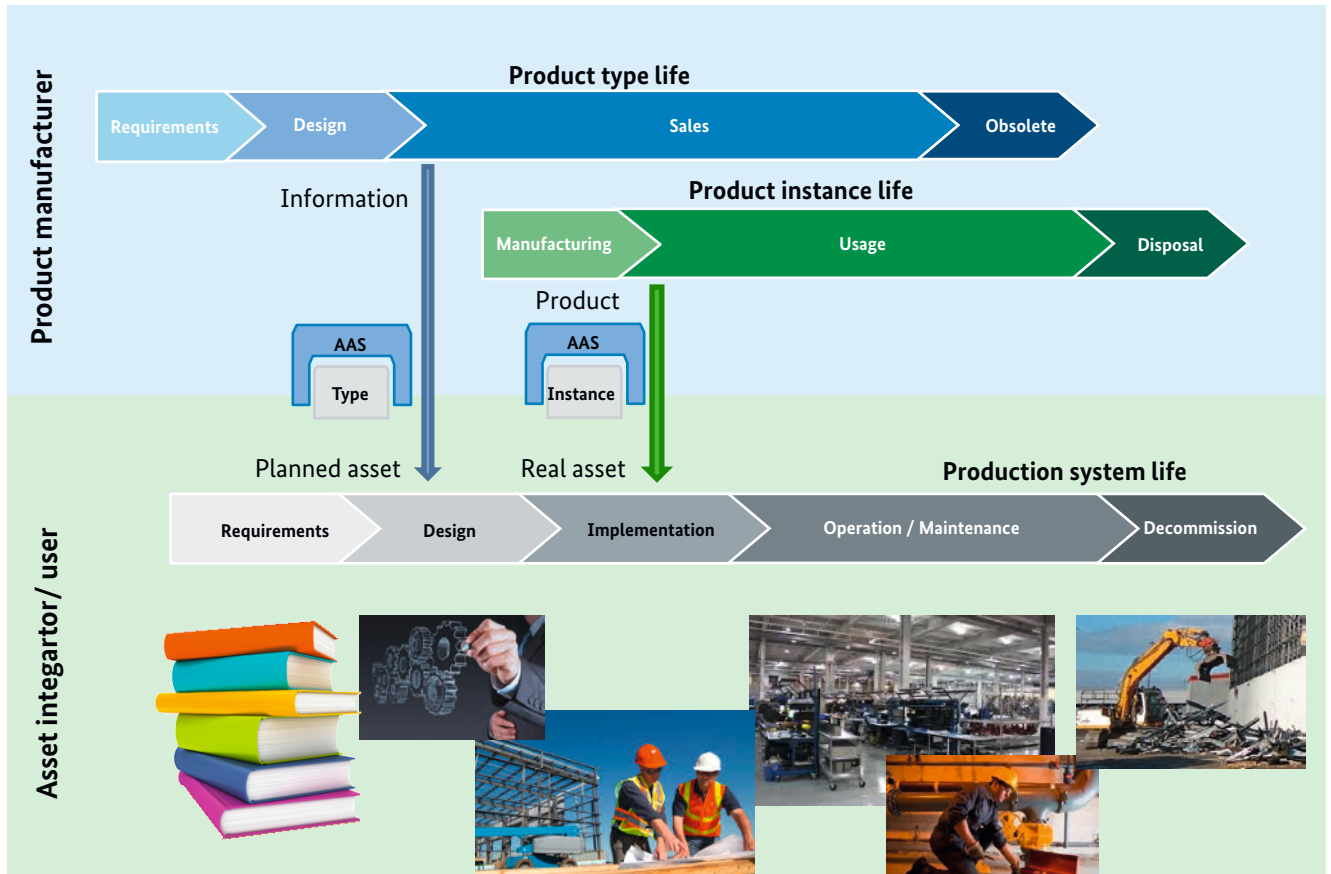 Product manufacturer
Product type life
Requirements
Design
Sales
Obsolete
Information
Product instance life
Manufacturing
Usage
Disposal
Product
AAS
Type
AAS
Instance
Asset integartor / user
Planned asset
Real asset
Production system life
Requirements
Design
Implementation
Operation / Maintenance
Decommission